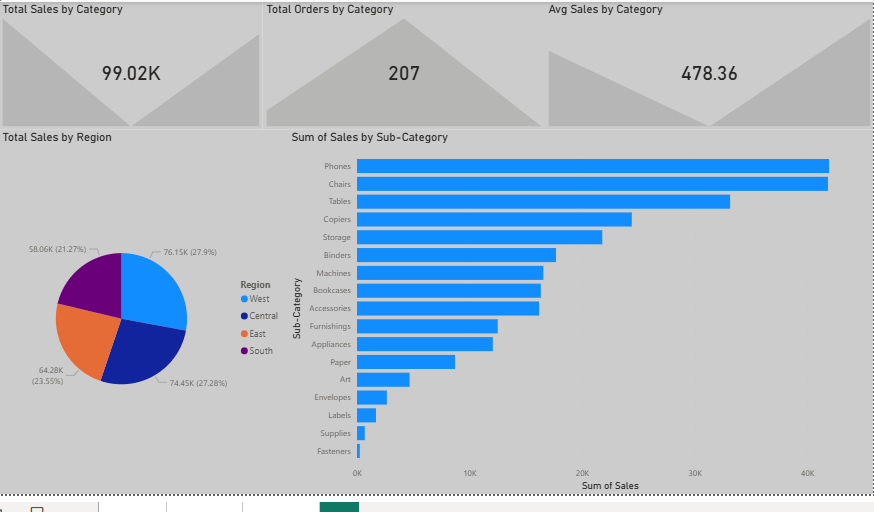 Total Sales by Category
Total Orders by Category
Avg Sales by Category
99.02K
207
478.36
Total Sales by Region
Sum of Sales by Sub-Category
58.06K (21.27%)
76.15K (27.9%)
64.28K
(23.55%)
74.45K (27.28%)
Region
West
Central
East
South
Sub-Category
Phones
Chairs
Tables
Copiers
Storage
Binders
Machines
Bookcases
Accessories
Furnishings
Appliances
Paper
Art
Envelopes
Labels
Supplies
Fasteners
0K
10K
20K
30K
40K
Sum of Sales